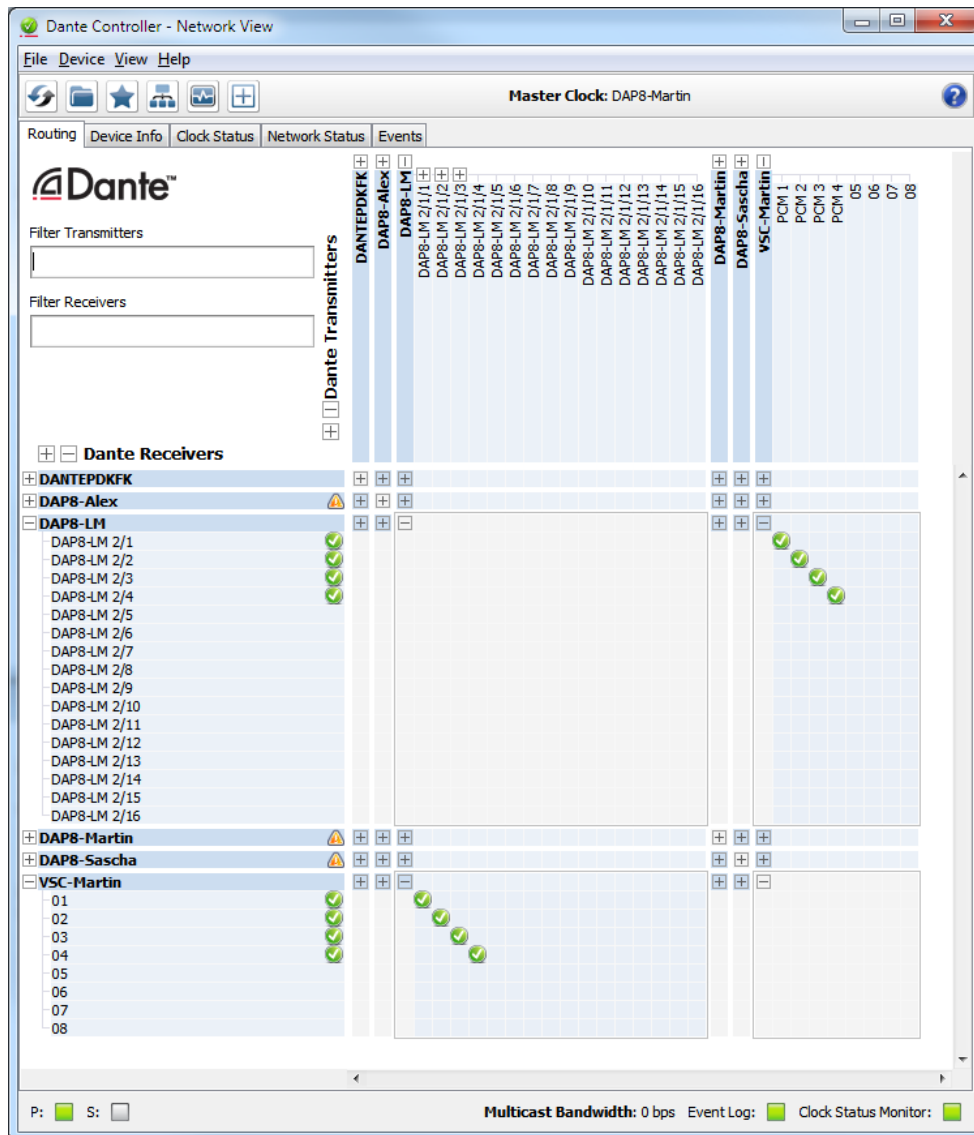 Dante Controller - Network View
File Device View Help
Master Clock: DAP8-Martin
Routing Device Info Clock Status Network Status Events
Dante™
Filter Transmitters
Filter Receivers
Dante Transmitters
DANTEPDKFK
DAP8-Alex
DAP8-LM
DAP8-LM 2/1/1
DAP8-LM 2/1/2
DAP8-LM 2/1/3
DAP8-LM 2/1/4
DAP8-LM 2/1/5
DAP8-LM 2/1/6
DAP8-LM 2/1/7
DAP8-LM 2/1/8
DAP8-LM 2/1/9
DAP8-LM 2/1/10
DAP8-LM 2/1/11
DAP8-LM 2/1/12
DAP8-LM 2/1/13
DAP8-LM 2/1/14
DAP8-LM 2/1/15
DAP8-LM 2/1/16
DAP8-Martin
DAP8-Sascha
VSC-Martin
PCM 1
PCM 2
PCM 3
PCM 4
05
06
07
08
Dante Receivers
DANTEPDKFK
DAP8-Alex
DAP8-LM
DAP8-LM 2/1
DAP8-LM 2/2
DAP8-LM 2/3
DAP8-LM 2/4
DAP8-LM 2/5
DAP8-LM 2/6
DAP8-LM 2/7
DAP8-LM 2/8
DAP8-LM 2/9
DAP8-LM 2/10
DAP8-LM 2/11
DAP8-LM 2/12
DAP8-LM 2/13
DAP8-LM 2/14
DAP8-LM 2/15
DAP8-LM 2/16
DAP8-Martin
DAP8-Sascha
VSC-Martin
01
02
03
04
05
06
07
08
P: S: Multicast Bandwidth: 0 bps Event Log: Clock Status Monitor: